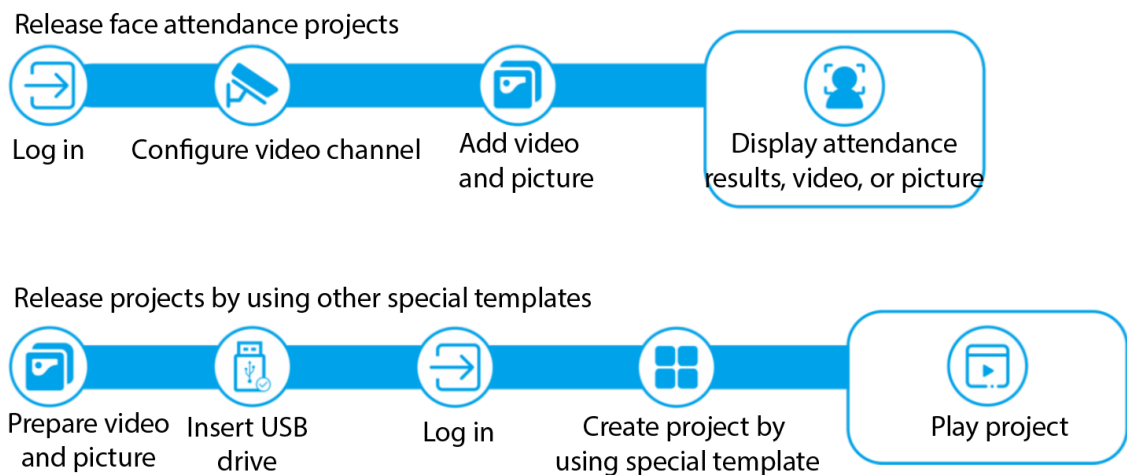 Release face attendance projects
Log in
Configure video channel
Add video
and picture
Display attendance
results, video, or picture
Release projects by using other special templates
Prepare video
and picture
Insert USB
drive
Log in
Create project by
using special template
Play project